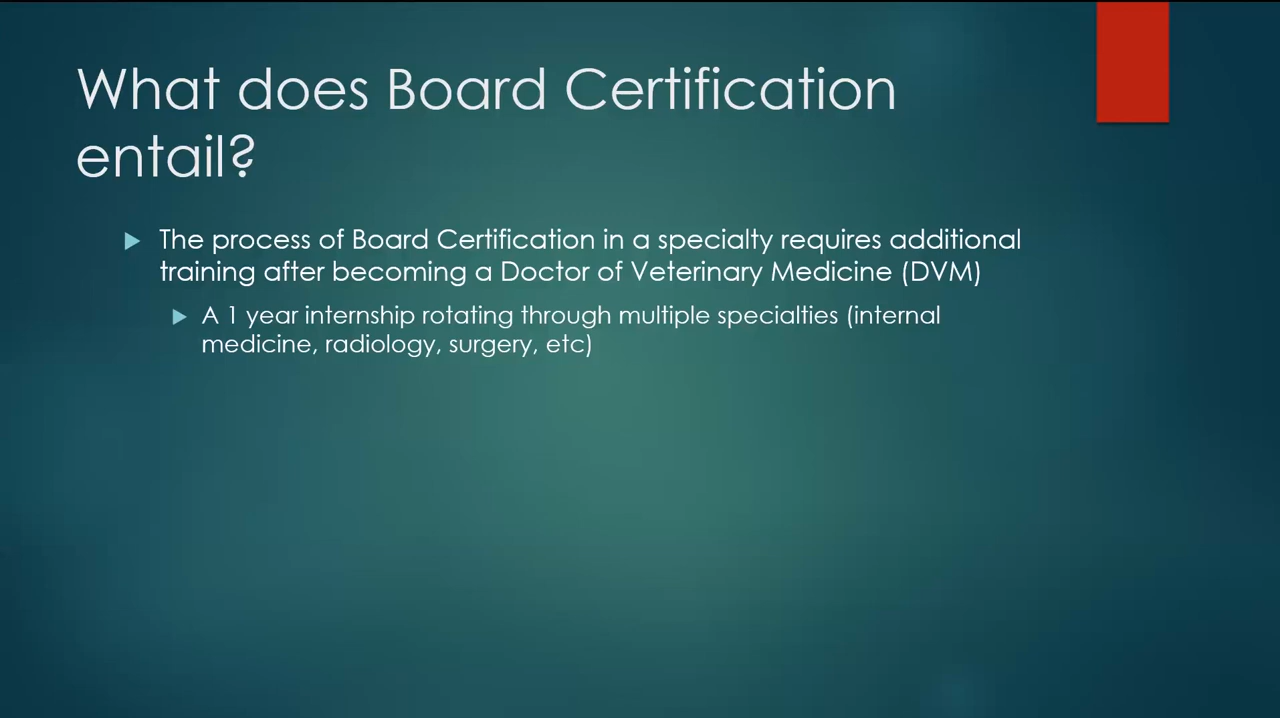 What does Board Certification
entail?
The process of Board Certification in a specialty requires additional
training after becoming a Doctor of Veterinary Medicine (DVM)
A 1 year internship rotating through multiple specialties (internal
medicine, radiology, surgery, etc)